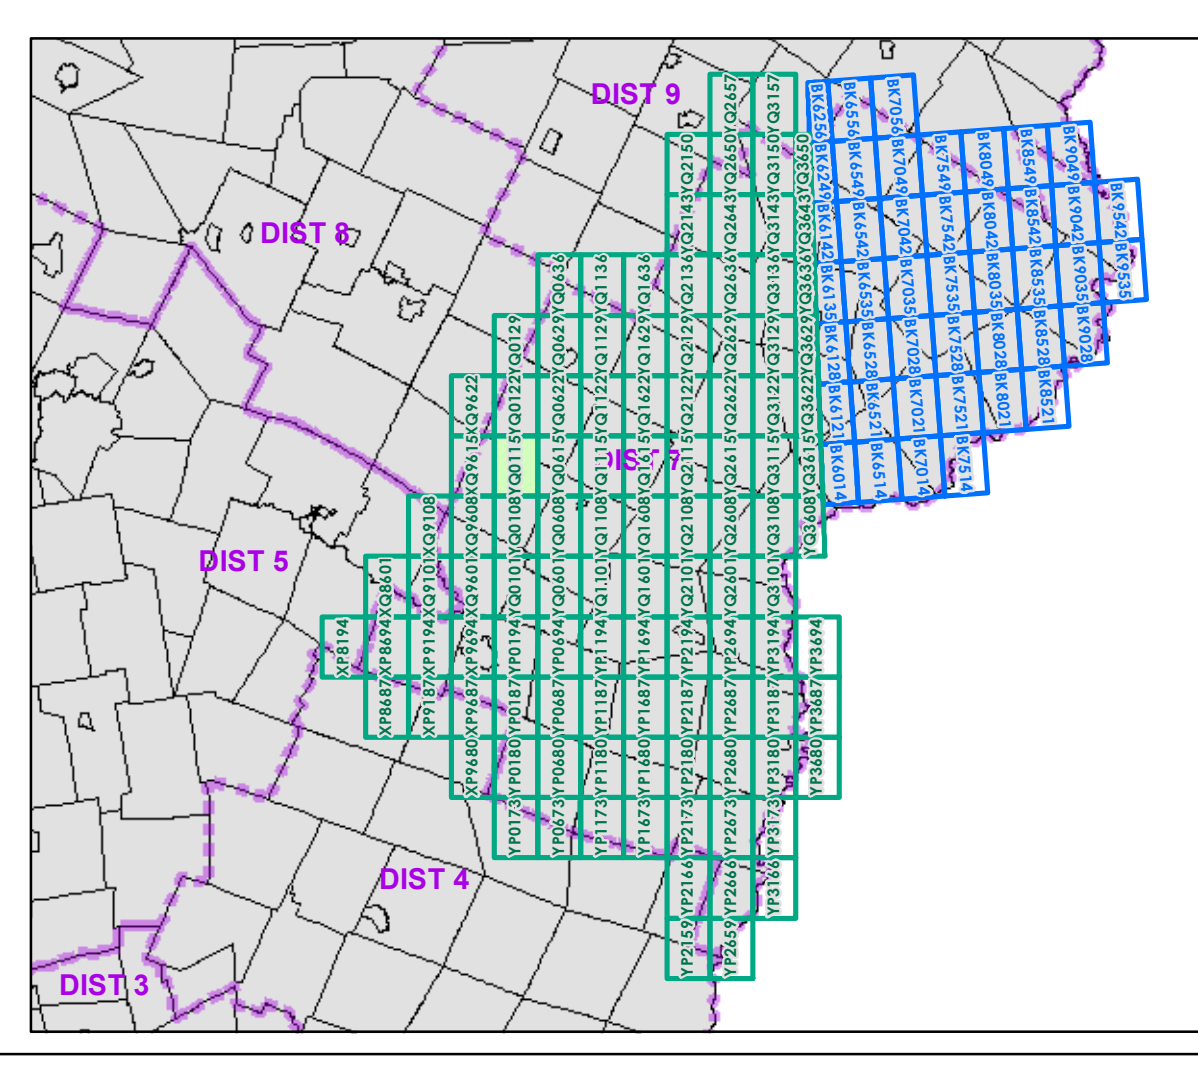 DIST 9
DIST 8
DIST 7
DIST 5
DIST 4
DIST 3
YQ2657 YQ3157
YQ2150 YQ2650 YQ3150 YQ3650
YQ2143 YQ2643 YQ3143 YQ3643
YQ0636 YQ1136 YQ1636 YQ2136 YQ2636 YQ3136 YQ3636
YQ0129 YQ0629 YQ1129 YQ1629 YQ2129 YQ2629 YQ3129 YQ3629
XQ9622 YQ0122 YQ0622 YQ1122 YQ1622 YQ2122 YQ2622 YQ3122 YQ3622
XQ9615 YQ0115 YQ0615 YQ1115 YQ1615 YQ2115 YQ2615 YQ3115 YQ3615
XQ9108 XQ9608 YQ0108 YQ0608 YQ1108 YQ1608 YQ2108 YQ2608 YQ3108 YQ3608
XQ8601 XQ9101 XQ9601 YQ0101 YQ0601 YQ1101 YQ1601 YQ2101 YQ2601 YQ3101
XP8194 XP8694 XP9194 XP9694 YP0194 YP0694 YP1194 YP1694 YP2194 YP2694 YP3194 YP3694
XP8687 XP9187 XP9687 YP0187 YP0687 YP1187 YP1687 YP2187 YP2687 YP3187 YP3687
XP9680 YP0180 YP0680 YP1180 YP1680 YP2180 YP2680 YP3180 YP3680
YP0173 YP0673 YP1173 YP1673 YP2173 YP2673 YP3173
YP2166 YP2666 YP3166
YP2159 YP2659
BK6256 BK6556 BK7056
BK6249 BK6549 BK7049 BK7549 BK8049 BK8549 BK9049
BK6142 BK6542 BK7042 BK7542 BK8042 BK8542 BK9042 BK9542
BK6135 BK6535 BK7035 BK7535 BK8035 BK8535 BK9035 BK9535
BK6128 BK6528 BK7028 BK7528 BK8028 BK8528 BK9028
BK6121 BK6521 BK7021 BK7521 BK8021 BK8521
BK6014 BK6514 BK7014 BK7514